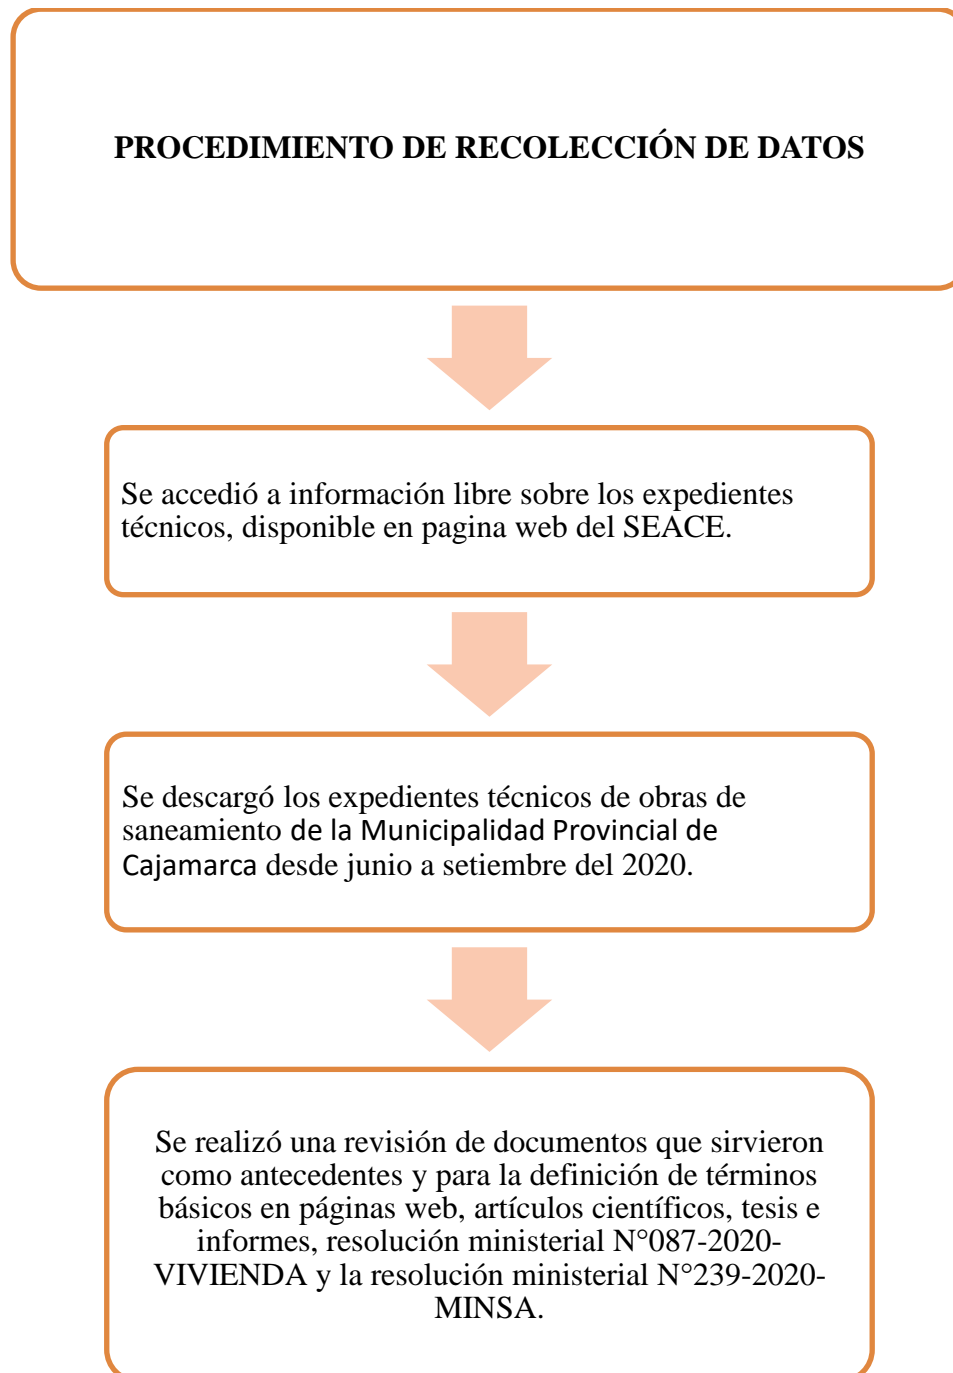 PROCEDIMIENTO DE RECOLECCIÓN DE DATOS
Se accedió a información libre sobre los expedientes
técnicos, disponible en pagina web del SEACE.
Se descargó los expedientes técnicos de obras de
saneamiento de la Municipalidad Provincial de
Cajamarca desde junio a setiembre del 2020.
Se realizó una revisión de documentos que sirvieron
como antecedentes y para la definición de términos
básicos en páginas web, artículos científicos, tesis e
informes, resolución ministerial N°087-2020-
VIVIENDA y la resolución ministerial N°239-2020-
MINSA.